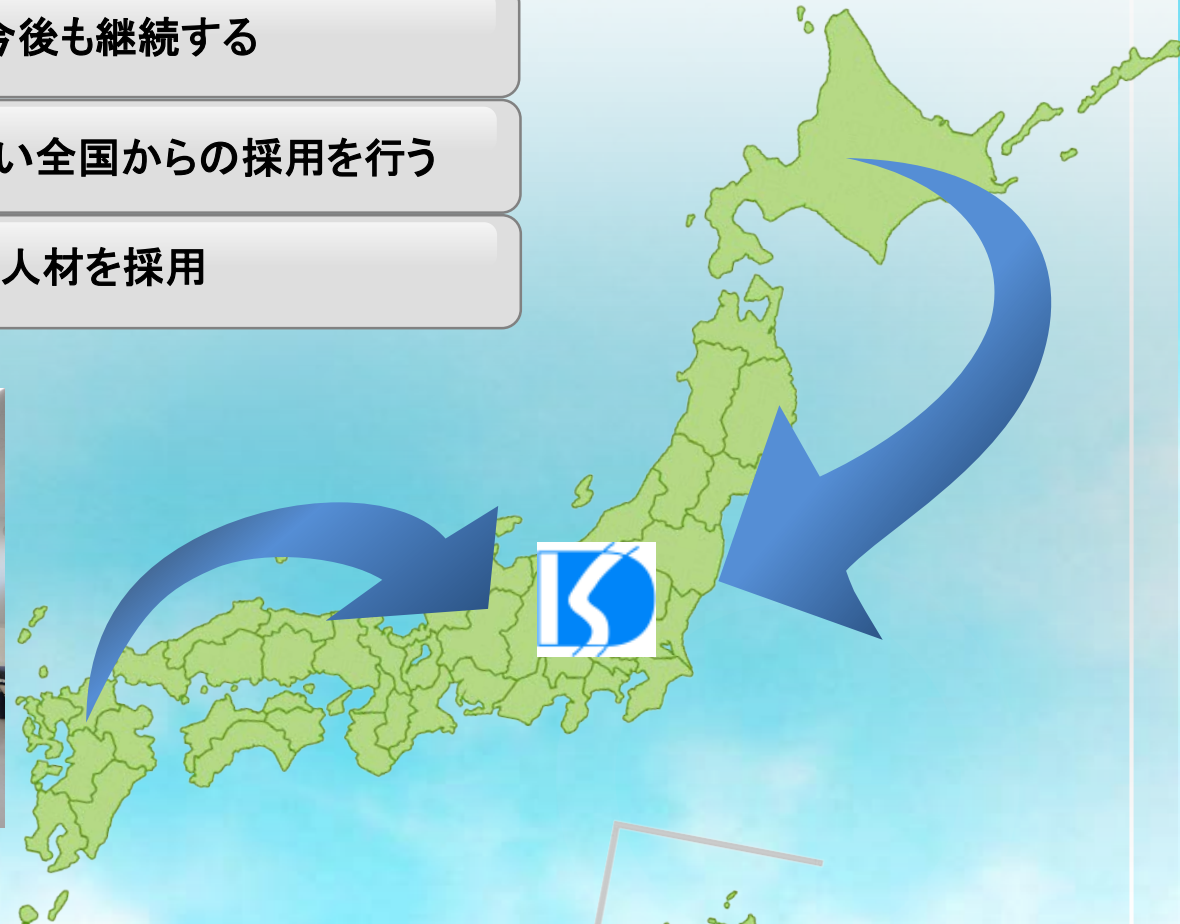 今後も継続する
い全国からの採用を行う
人材を採用